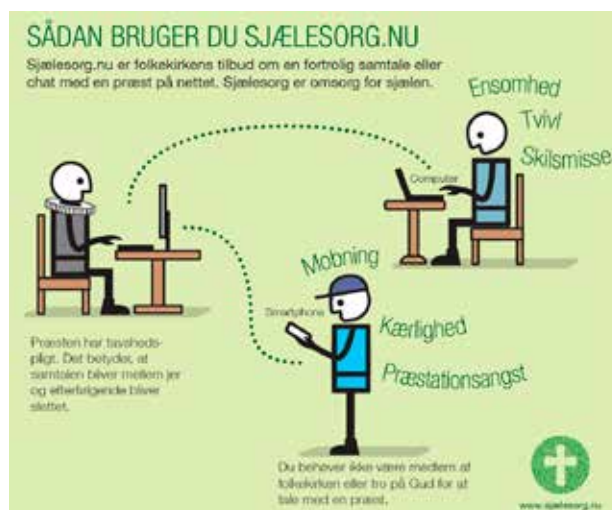 SÅDAN BRUGER DU SJÆLESORG.NU
Sjælesorg.nu er folkekirkens tilbud om en fortrolig samtale eller
chat med en præst på nettet. Sjælesorg er omsorg for sjælen.
Ensomhed
Tvivl
Skilsmisse
Computer
Mobning
Smartphone
Kærlighed
Præstationsangst
Præsten har tavsheds-
pligt. Det betyder, at
samtalen bliver mellem jer
og efterfølgende bliver
slettet.
Du behøver ikke være medlem af
folkekirken eller tro på Gud for at
tale med en præst.
www.sjælesorg.nu